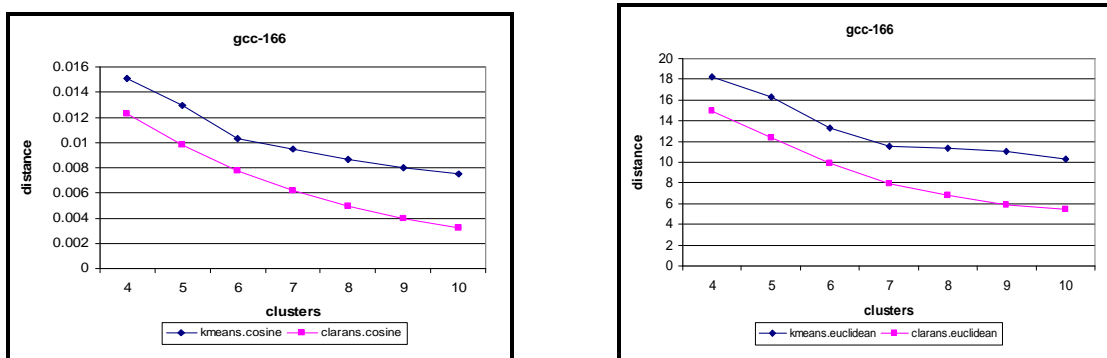 gcc-166
0.016
0.014
0.012
0.01
0.008
0.006
0.004
0.002
0
distance
4 5 6 7 8 9 10
clusters
kmeans.cosine clarans.cosine
gcc-166
20
18
16
14
12
10
8
6
4
2
0
distance
4 5 6 7 8 9 10
clusters
kmeans.euclidean clarans.euclidean